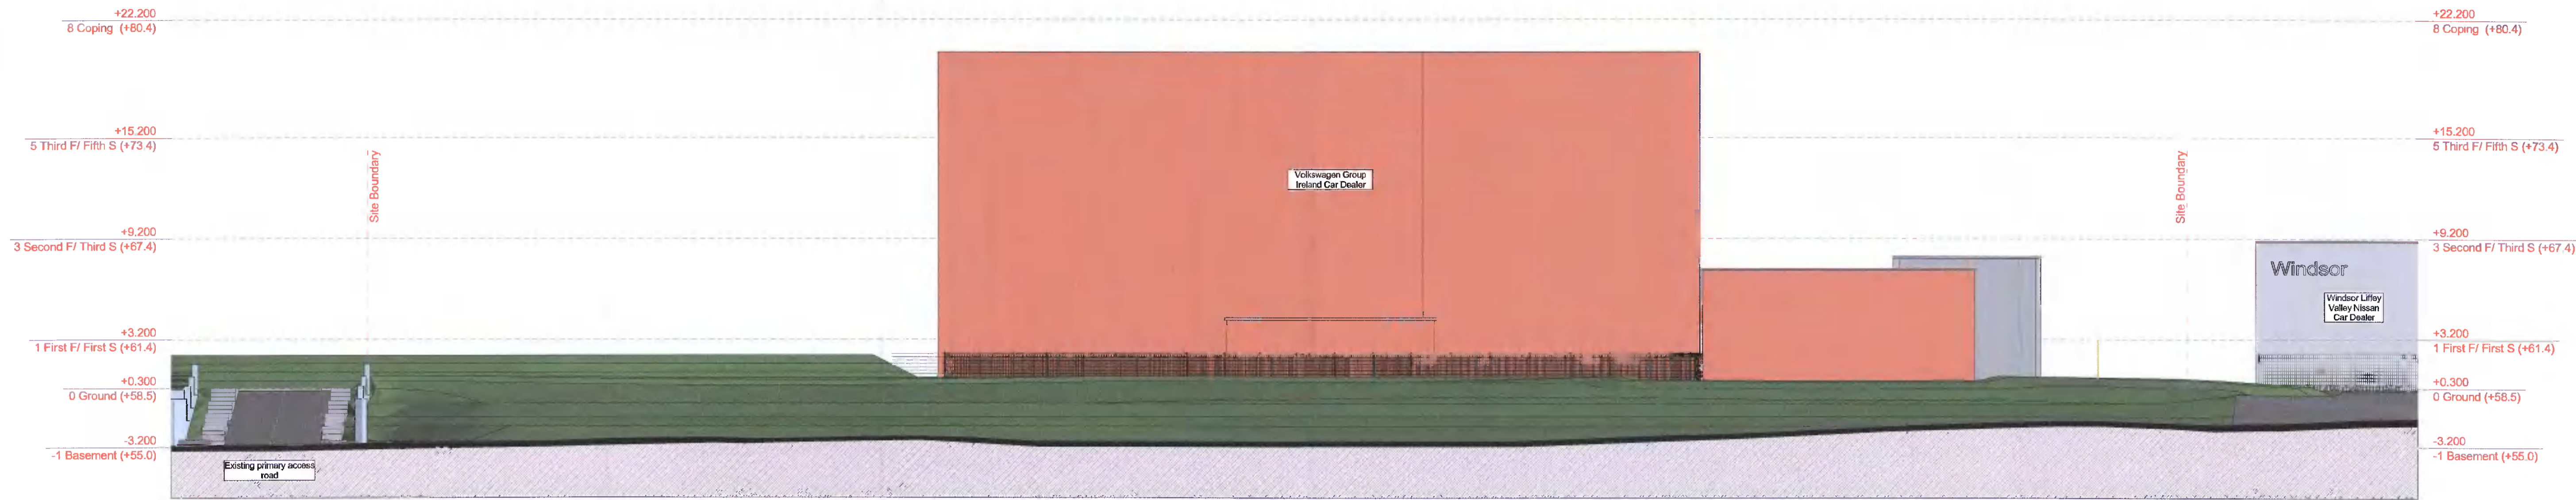 +22.200
8 Coping (+80.4)
+22.200
8 Coping (+80.4)
+15.200
5 Third F/ Fifth S (+73.4)
+15.200
5 Third F/ Fifth S (+73.4)
Site Boundary
Site Boundary
Volkswagen Group
Ireland Car Dealer
+9.200
3 Second F/ Third S (+67.4)
+9.200
3 Second F/ Third S (+67.4)
Windsor
Windsor Liffey
Valley Nissan
Car Dealer
+3.200
1 First F/ First S (+61.4)
+3.200
1 First F/ First S (+61.4)
+0.300
0 Ground (+58.5)
+0.300
0 Ground (+58.5)
-3.200
-1 Basement (+55.0)
-3.200
-1 Basement (+55.0)
Existing primary access
road